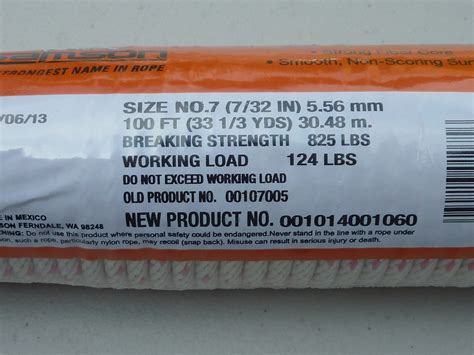 STRONGEST NAME IN ROPE
Strong Fiber Core
• Smooth, Non-Scoring Sur
/06/13
SIZE NO.7 (7/32 IN) 5.56 mm
100 FT (33 1/3 YDS) 30.48 m.
BREAKING STRENGTH 825 LBS
WORKING LOAD 124 LBS
DO NOT EXCEED WORKING LOAD
OLD PRODUCT NO. 00107005
NEW PRODUCT NO. 001014001060
E IN MEXICO
SON FERNDALE, WA 98248
rning: Do not use this product where personal safety could be endangered.Never stand in the line with a rope under
sion, such a rope, particularly nylon rope, may recoil (snap back). Misuse can result in serious injury or death.